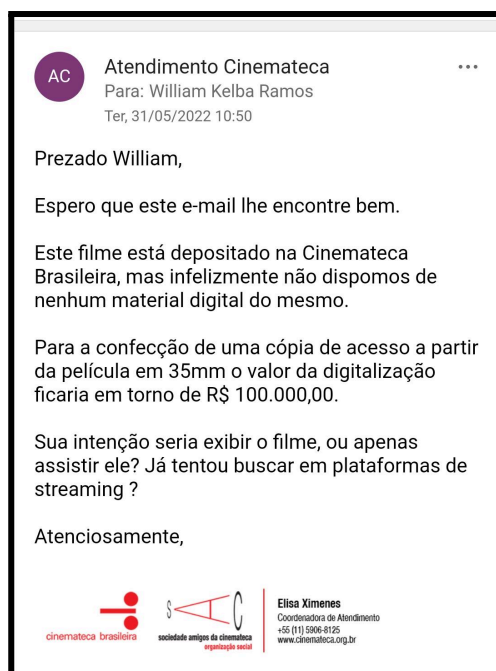 AC
Atendimento Cinemateca
...
Para: William Kelba Ramos
Ter, 31/05/2022 10:50
Prezado William,
Espero que este e-mail lhe encontre bem.
Este filme está depositado na Cinemateca
Brasileira, mas infelizmente não dispomos de
nenhum material digital do mesmo.
Para a confecção de uma cópia de acesso a partir
da película em 35mm o valor da digitalização
ficaria em torno de R$ 100.000,00.
Sua intenção seria exibir o filme, ou apenas
assistir ele? Já tentou buscar em plataformas de
streaming ?
Atenciosamente,
cinemateca brasileira
SAC
sociedade amigos da cinemateca
organização social
Elisa Ximenes
Coordenadora de Atendimento
+55 (11) 5906-8125
www.cinemateca.org.br